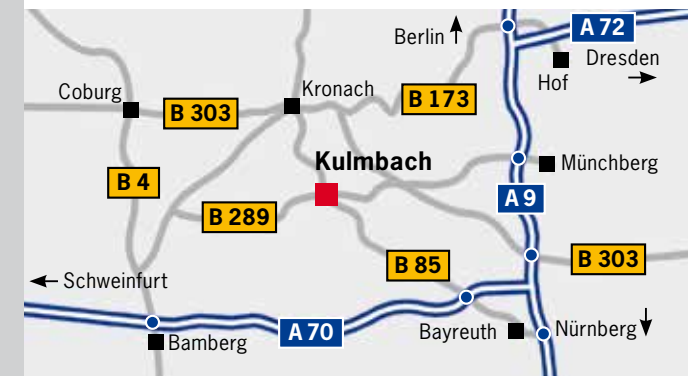 Berlin
A 72
Dresden
Hof
Coburg
Kronach
B 303
B 173
Kulmbach
Münchberg
B 4
A 9
B 289
B 85
B 303
Schweinfurt
A 70
Bayreuth
Nürnberg
Bamberg